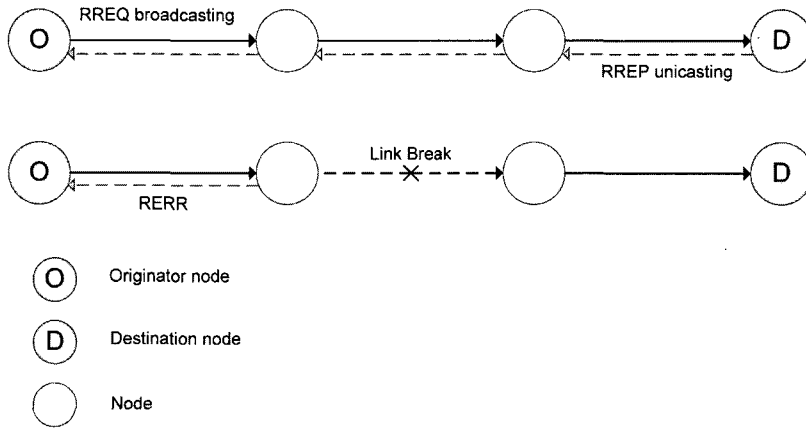 RREQ broadcasting
O
D
RREP unicasting
Link Break
O
D
RERR
O Originator node
D Destination node
Node